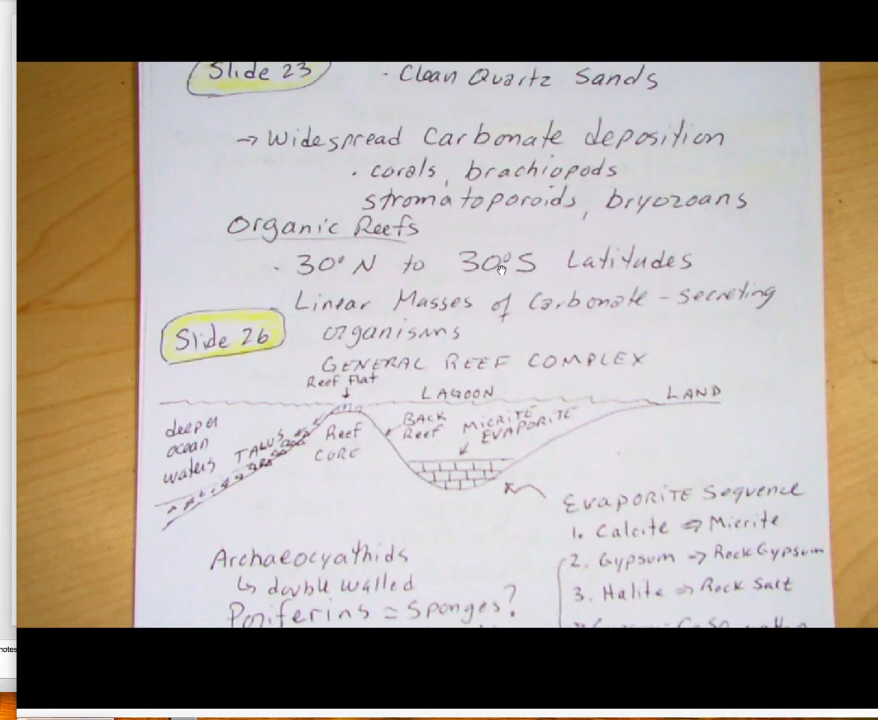 Slide 23
· Clean Quartz Sands
→ Widespread Carbonate deposition
· corals, brachiopods
stromatoporoids, bryozoans
Organic Reefs
· 30° N to 30° S Latitudes
Linear Masses of Carbonate - secreting
organisms
Slide 26
GENERAL REEF COMPLEX
Reef Flat
LAGOON
LAND
deeper
ocean
waters
TALUS
Reef
CORE
BACK
Reef
MICRITE
EVAPORITE
EVAPORITE Sequence
1. Calcite ⇒ Micrite
2. Gypsum → Rock Gypsum
3. Halite ⇒ Rock Salt
Archaeocyathids
↳ double walled
Poriferins = Sponges?
notes